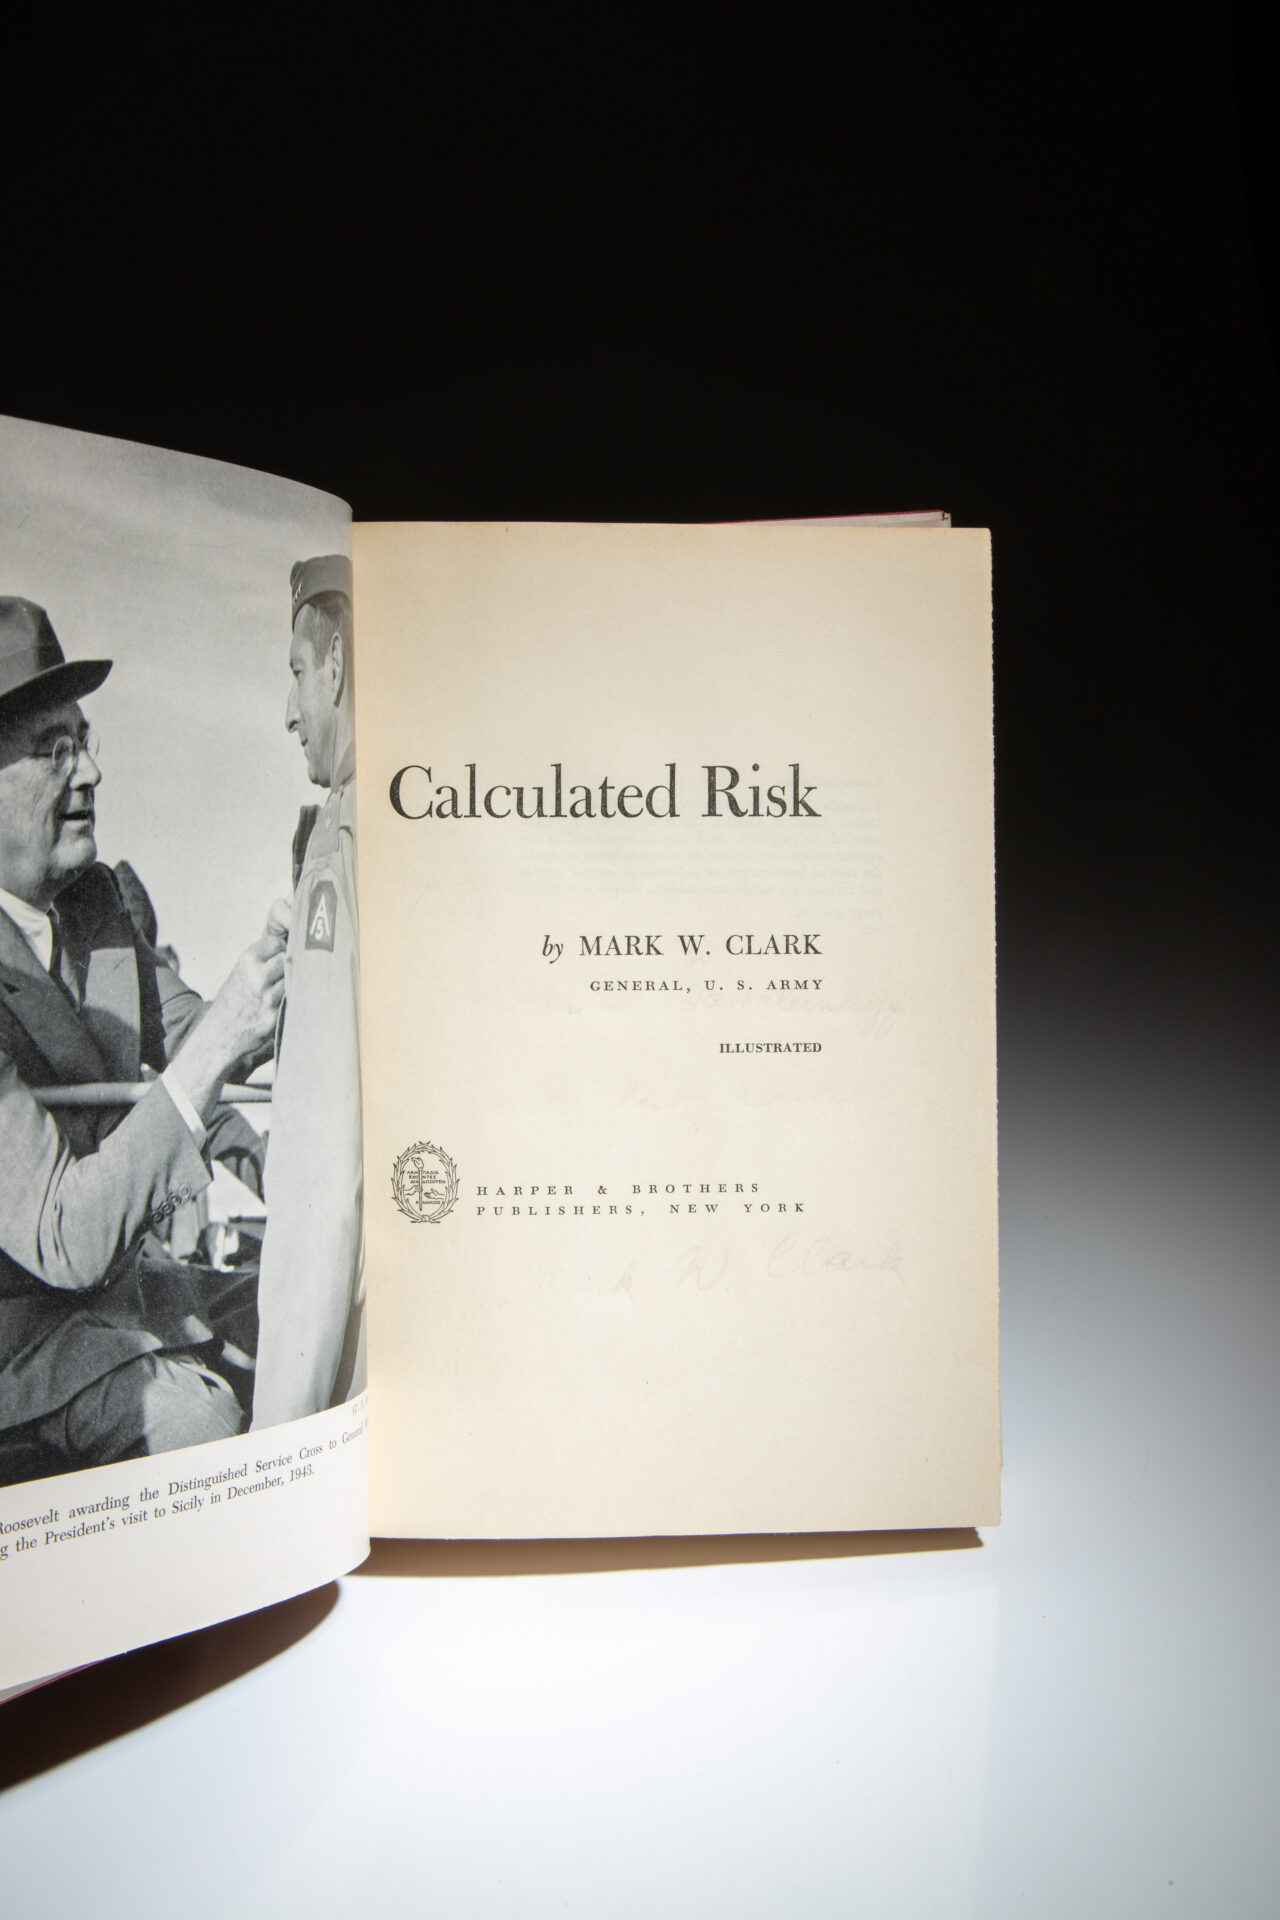 Roosevelt awarding the Distinguished Service Cross to General
the President's visit to Sicily in December, 1943.
Calculated Risk
by MARK W. CLARK
GENERAL, U. S. ARMY
ILLUSTRATED
HARPER & BROTHERS
PUBLISHERS, NEW YORK
W. Clark